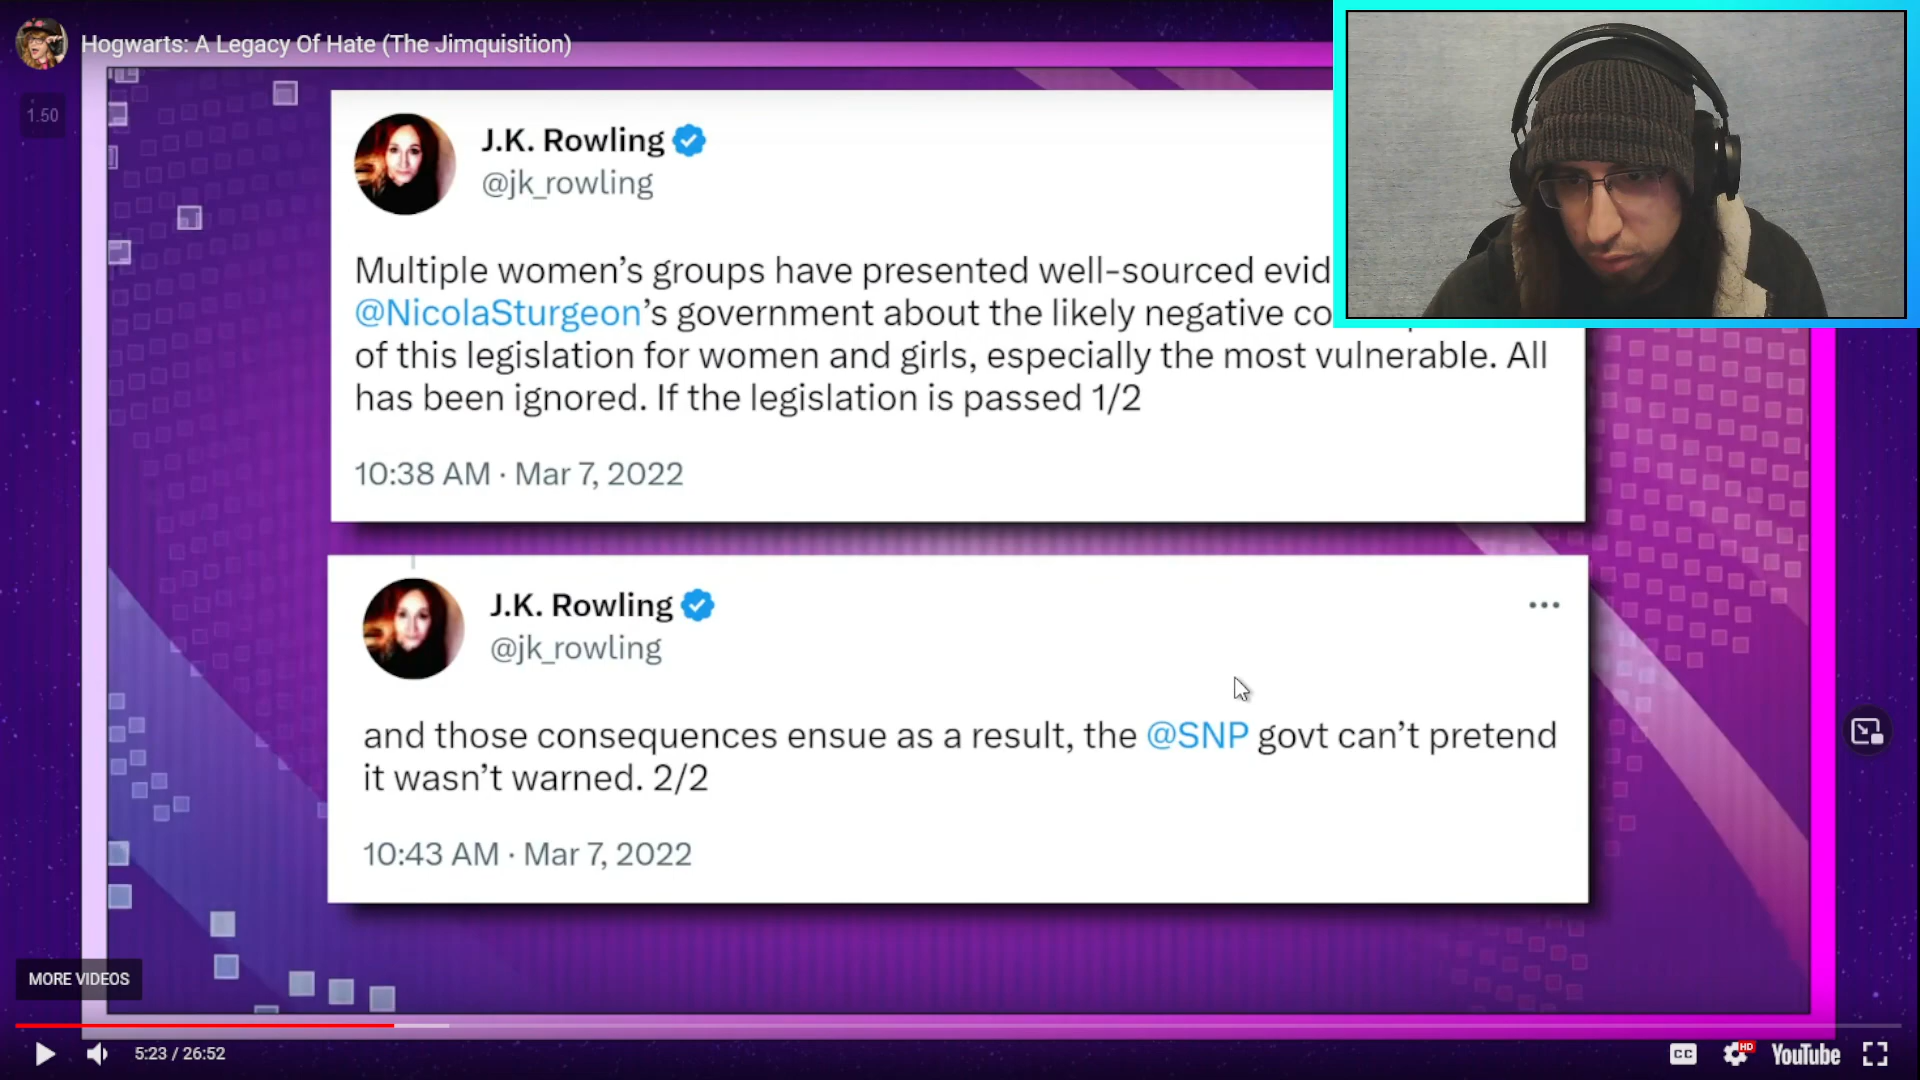 Hogwarts: A Legacy Of Hate (The Jimquisition)
1.50
J.K. Rowling
@jk_rowling
Multiple women's groups have presented well-sourced evid
@NicolaSturgeon's government about the likely negative co
of this legislation for women and girls, especially the most vulnerable. All
has been ignored. If the legislation is passed 1/2
10:38 AM · Mar 7, 2022
J.K. Rowling
@jk_rowling
and those consequences ensue as a result, the @SNP govt can't pretend
it wasn't warned. 2/2
10:43 AM · Mar 7, 2022
MORE VIDEOS
5:23 / 26:52
CC
HD
YouTube